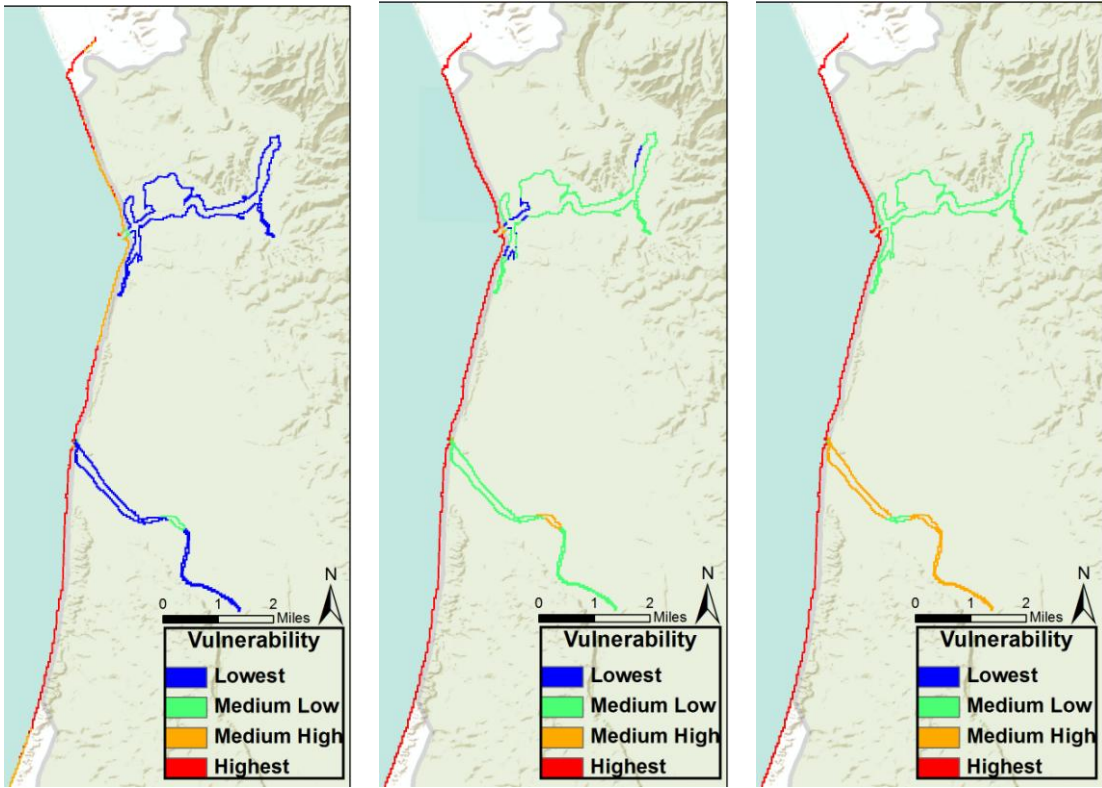 N
0 1 2
Miles
Vulnerability
Lowest
Medium Low
Medium High
Highest
N
0 1 2
Miles
Vulnerability
Lowest
Medium Low
Medium High
Highest
N
0 1 2
Miles
Vulnerability
Lowest
Medium Low
Medium High
Highest